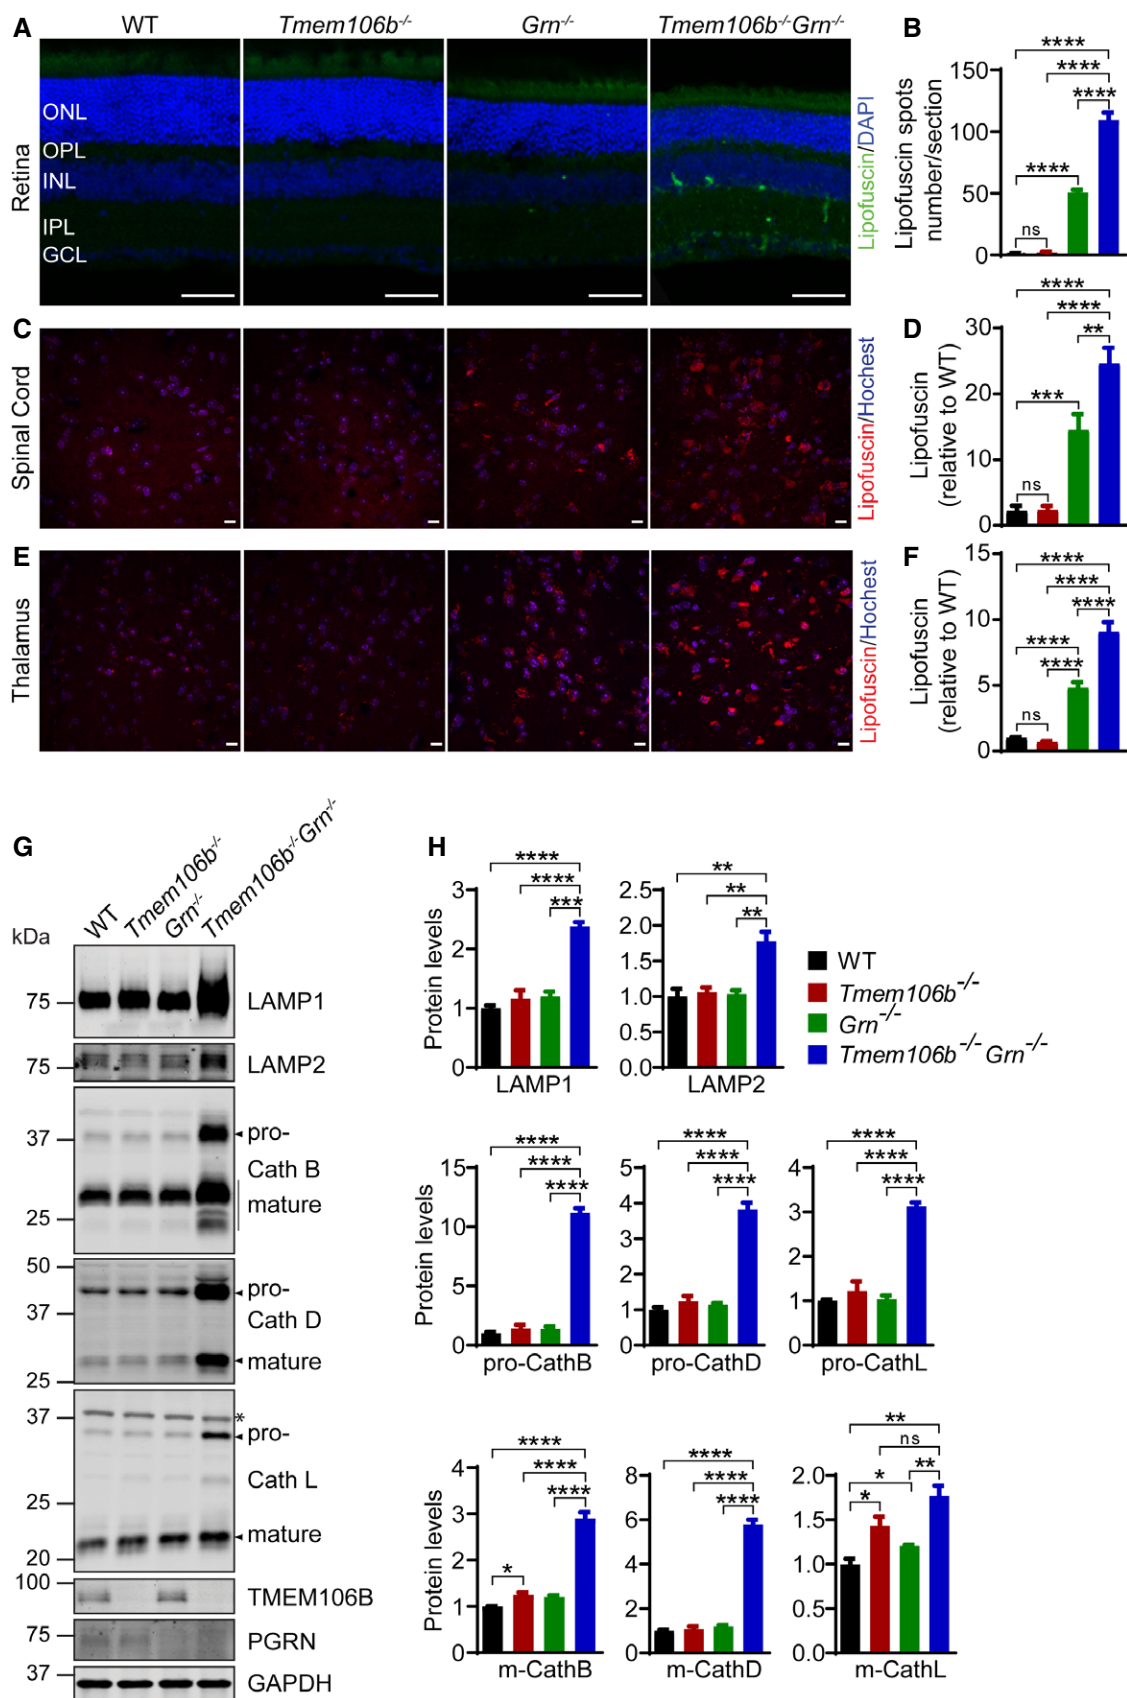 A WT Tmem106b-/- Grn-/- Tmem106b-/-Grn-/-
Retina
ONL
OPL
INL
IPL
GCL
Lipofuscin/DAPI
B
Lipofuscin spots
number/section
150
100
50
0
****
****
****
****
ns
C
Spinal Cord
Lipofuscin/Hochest
D
Lipofuscin
(relative to WT)
30
20
10
0
****
****
**
***
ns
E
Thalamus
Lipofuscin/Hochest
F
Lipofuscin
(relative to WT)
15
10
5
0
****
****
****
****
****
ns
G
WT
Tmem106b-/-
Grn-/-
Tmem106b-/-Grn-/-
kDa
75 LAMP1
75 LAMP2
37 pro-
Cath B
mature
25
50
pro-
37
Cath D
mature
25
37 *
pro-
Cath L
25
mature
20
100
TMEM106B
75 PGRN
37
GAPDH
H
Protein levels
3
2
1
0
****
****
***
LAMP1
2.5
2.0
1.5
1.0
0.5
0.0
**
**
**
LAMP2
WT
Tmem106b-/-
Grn-/-
Tmem106b-/- Grn-/-
Protein levels
15
10
5
0
****
****
****
pro-CathB
5
4
3
2
1
0
****
****
****
pro-CathD
4
3
2
1
0
****
****
****
pro-CathL
Protein levels
4
3
2
1
0
****
****
****
*
m-CathB
8
6
4
2
0
****
****
****
m-CathD
2.0
1.5
1.0
0.5
0.0
**
ns
**
*
*
m-CathL